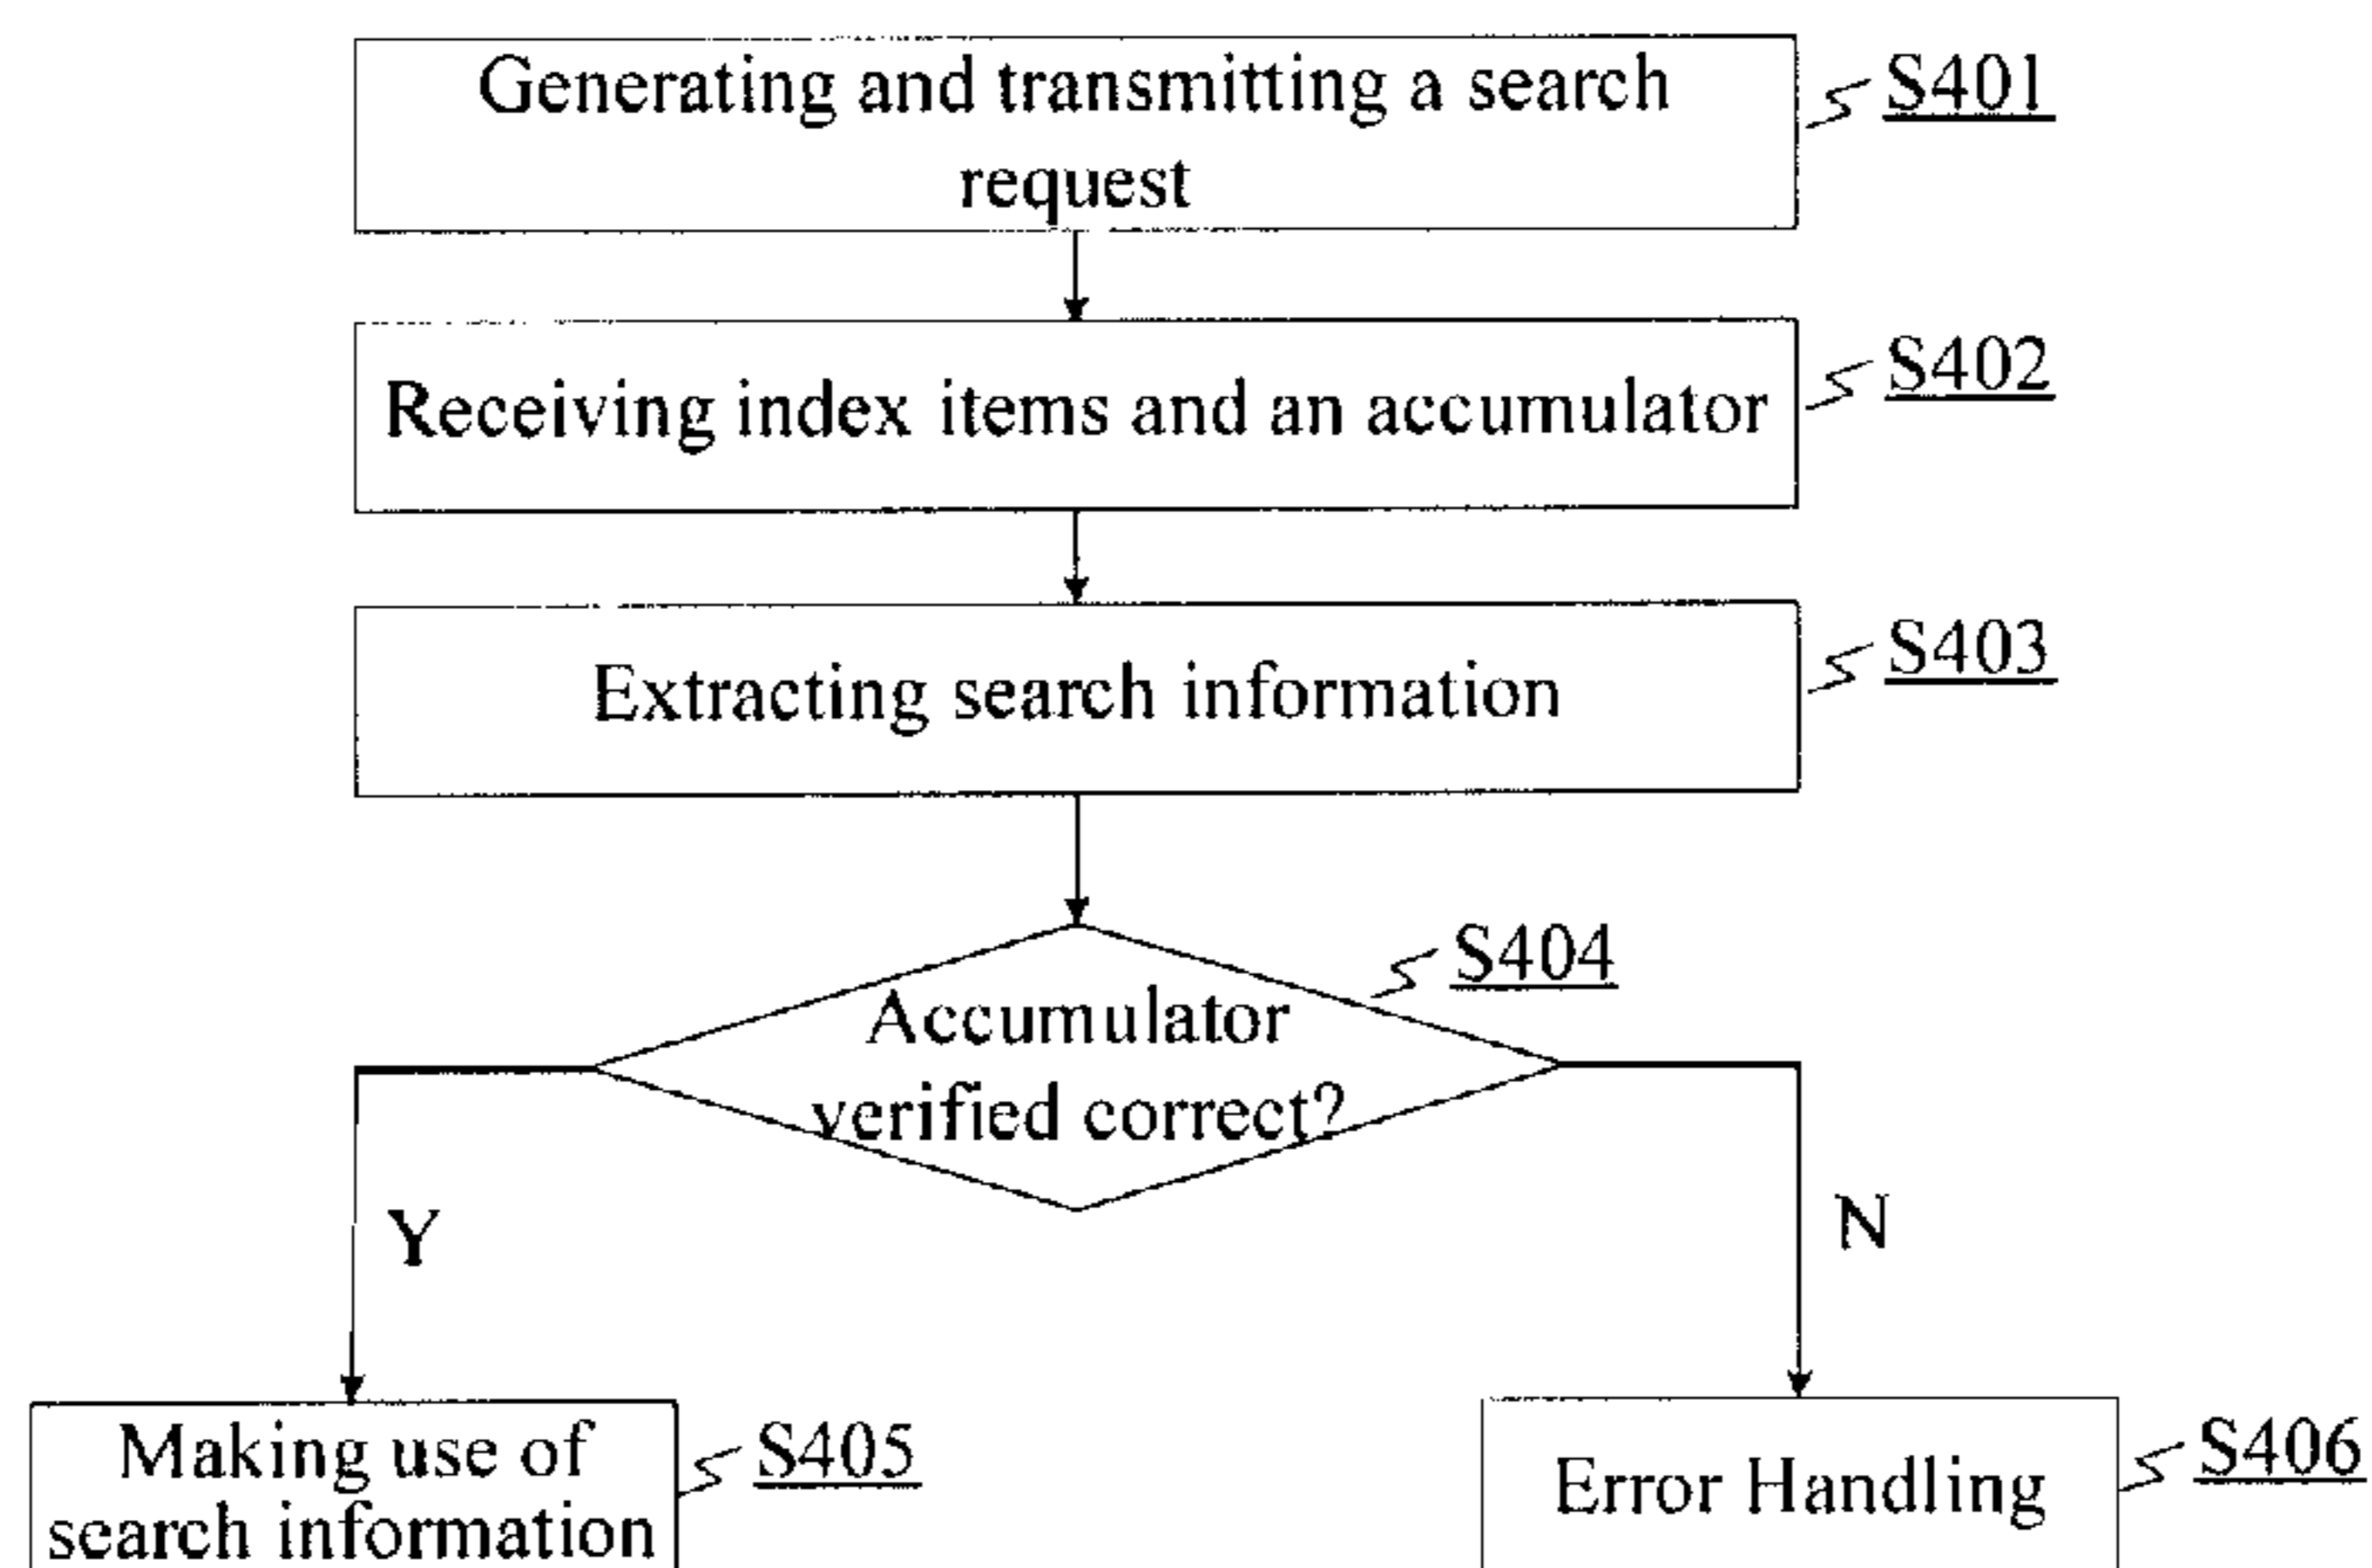 Generating and transmitting a search
request
S401
Receiving index items and an accumulator
S402
Extracting search information
S403
S404
Accumulator
verified correct?
Y
N
Making use of
search information
S405
Error Handling
S406